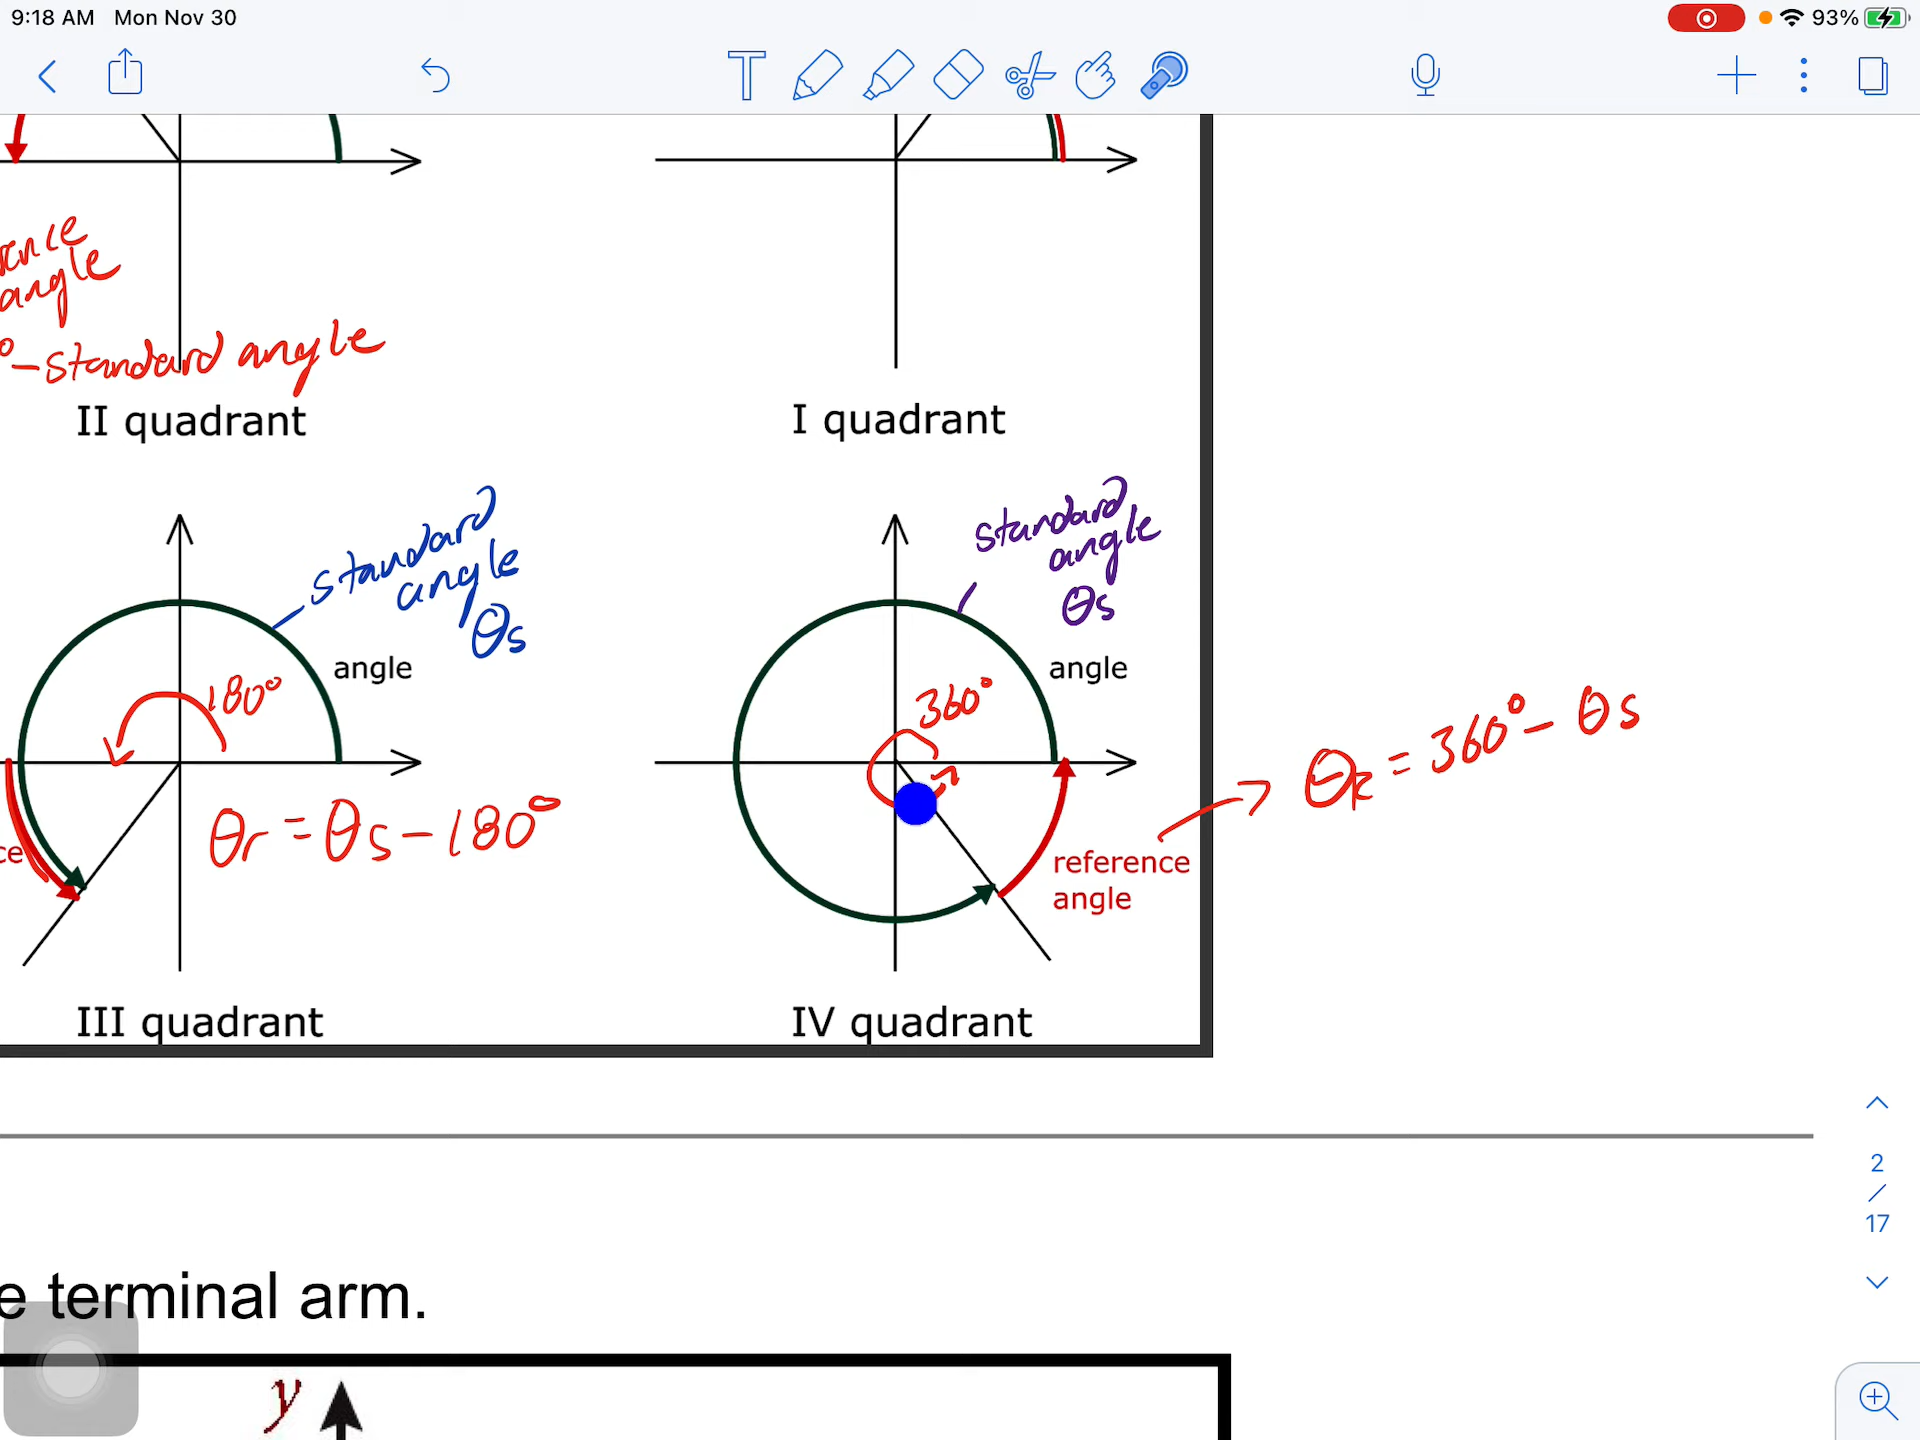 9:18 AM Mon Nov 30
93%
T
ence
angle
°-standard angle
II quadrant
I quadrant
standard
angle
θs
angle
180°
θr = θs - 180°
ce
III quadrant
standard
angle
θs
angle
360°
θR = 360° - θs
reference
angle
IV quadrant
2
/
17
e terminal arm.
y